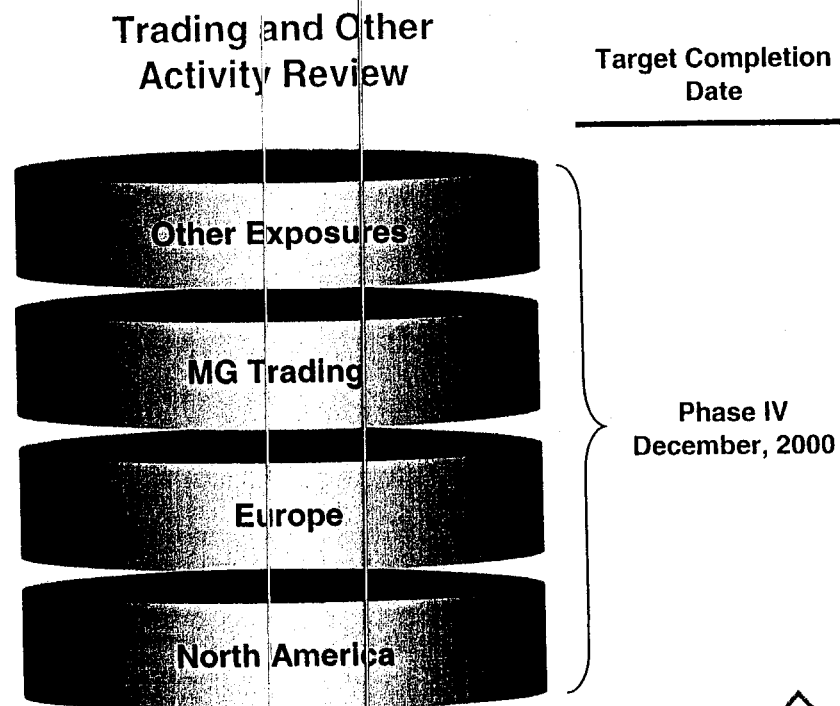 Trading and Other
Activity Review
Target Completion
Date
Other Exposures
MG Trading
Europe
North America
Phase IV
December, 2000